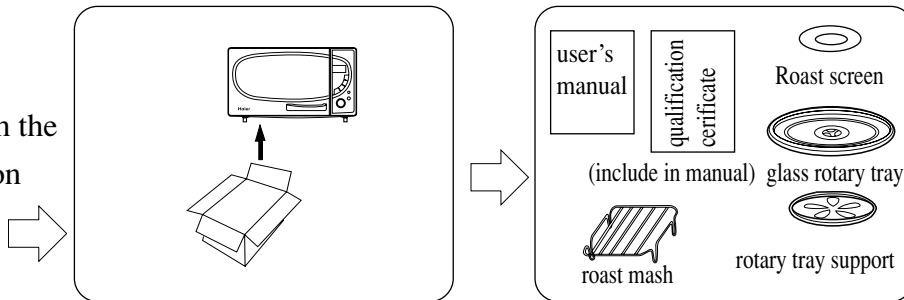 n the
on
Haier
user's
manual
qualification
cerificate
(include in manual)
Roast screen
glass rotary tray
roast mash
rotary tray support